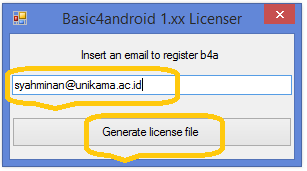 Basic4android 1.xx Licenser
Insert an email to register b4a
syahminan@unikama.ac.id
Generate license file